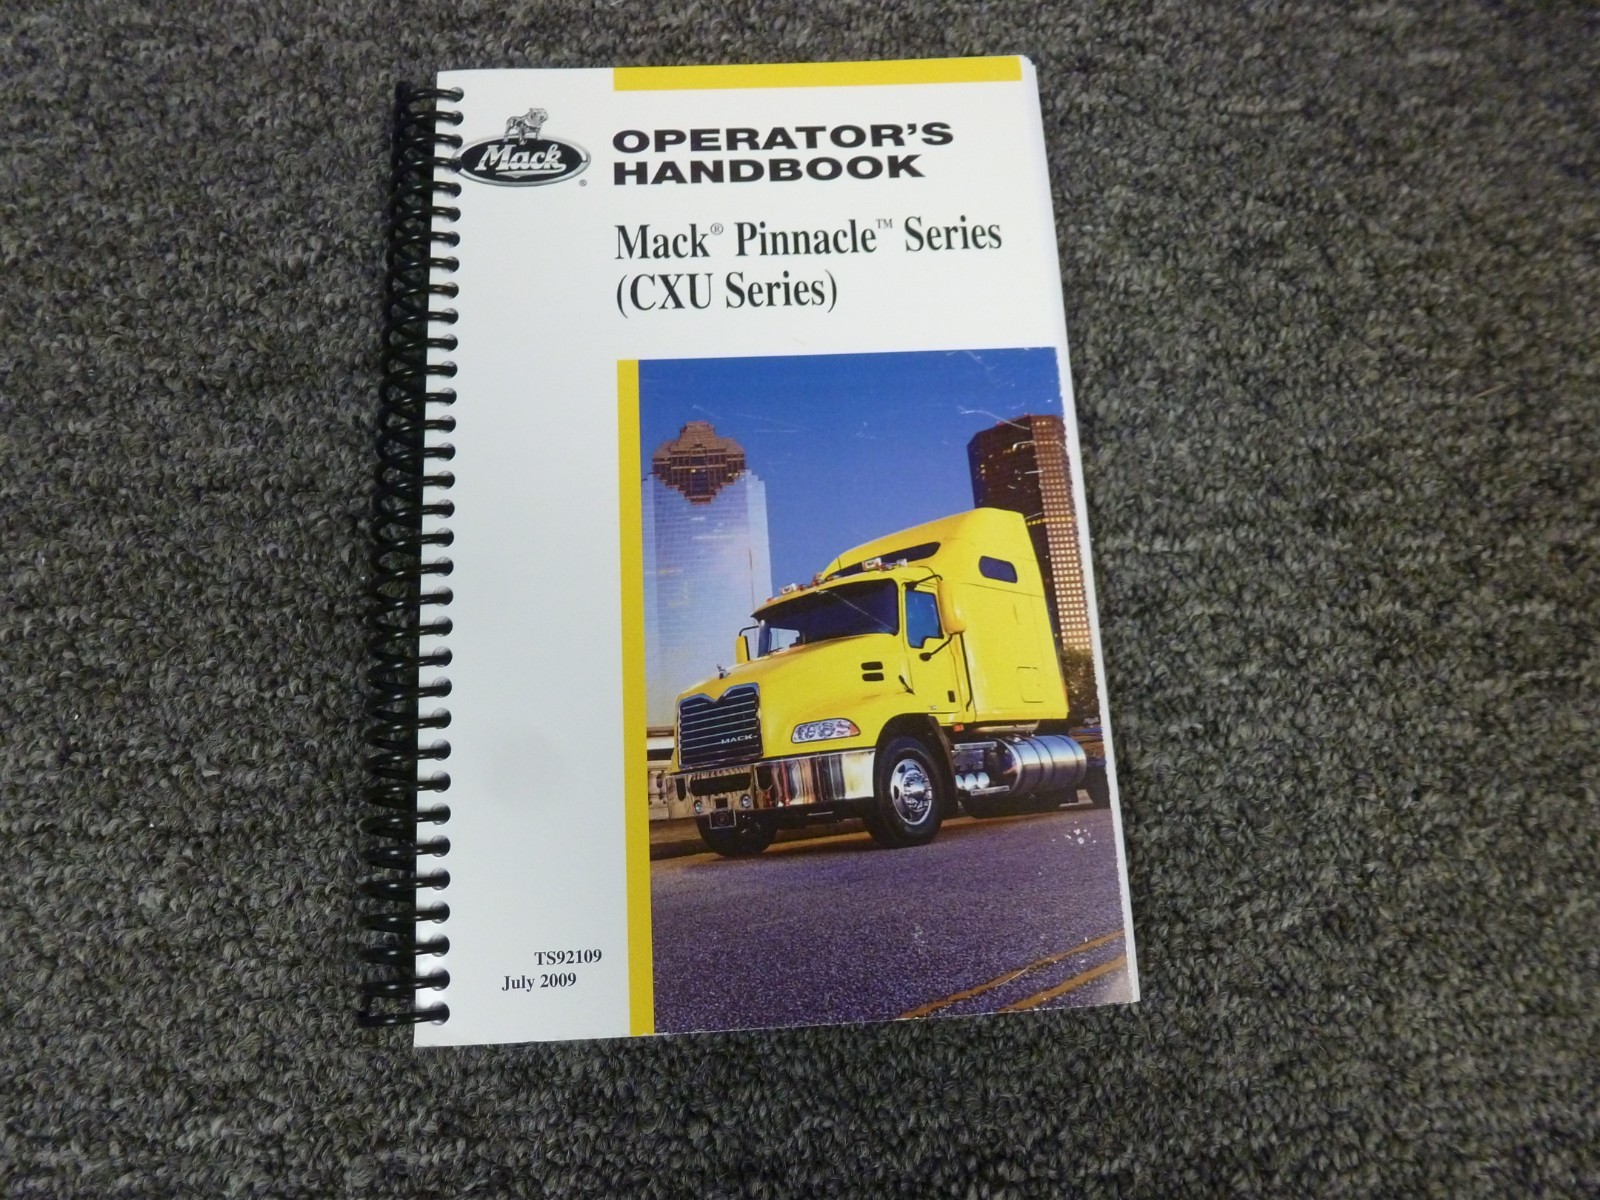 Mack
®
OPERATOR'S
HANDBOOK
Mack® Pinnacle™ Series
(CXU Series)
MACK
TS92109
July 2009